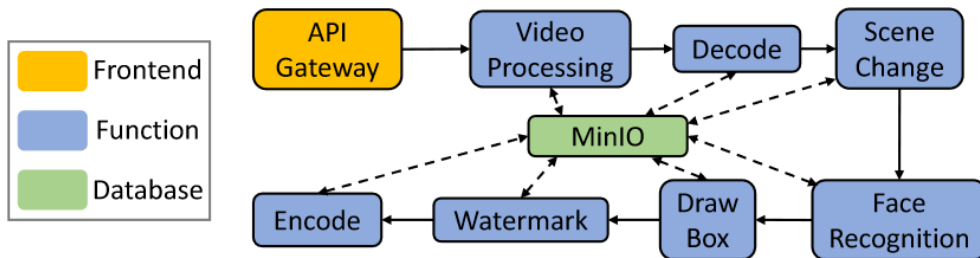 Frontend
Function
Database
API
Gateway
Video
Processing
Decode
Scene
Change
MinIO
Encode
Watermark
Draw
Box
Face
Recognition